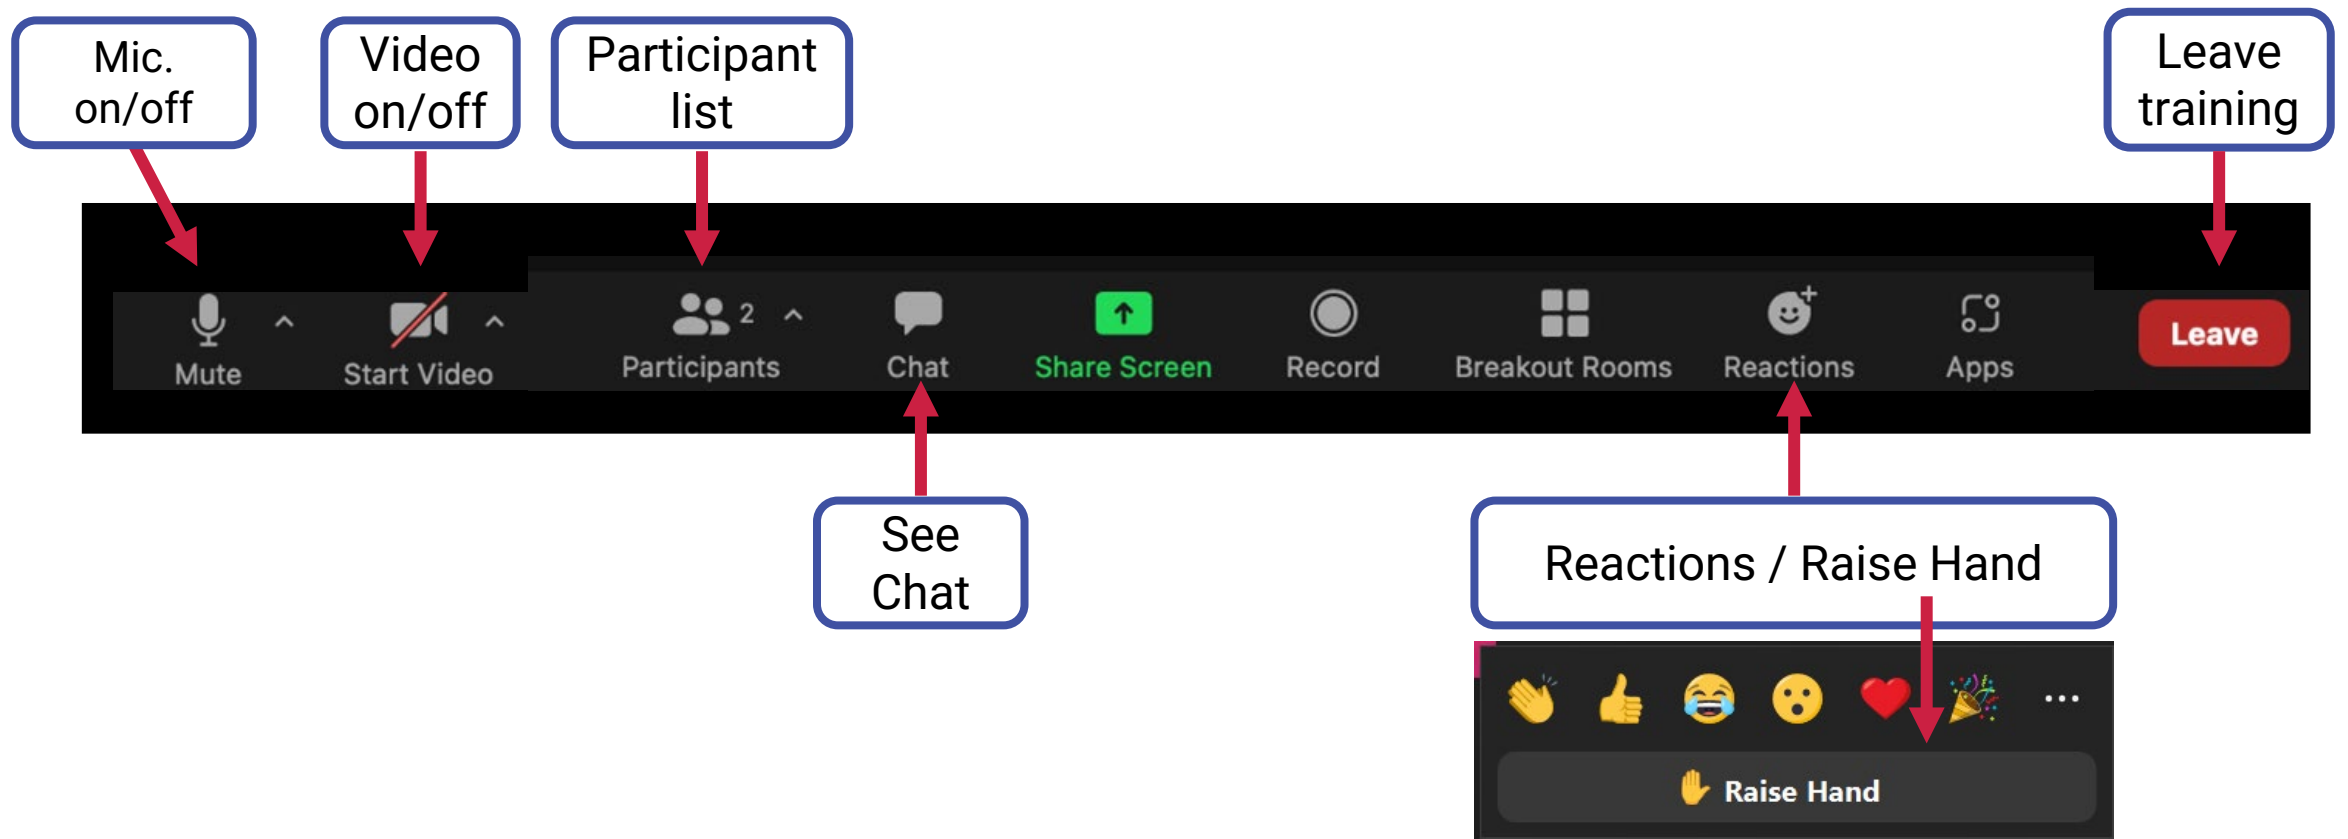 Mic.
on/off
Video
on/off
Participant
list
Leave
training
Mute
Start Video
2
Participants
Chat
Share Screen
Record
Breakout Rooms
Reactions
Apps
Leave
See
Chat
Reactions / Raise Hand
Raise Hand